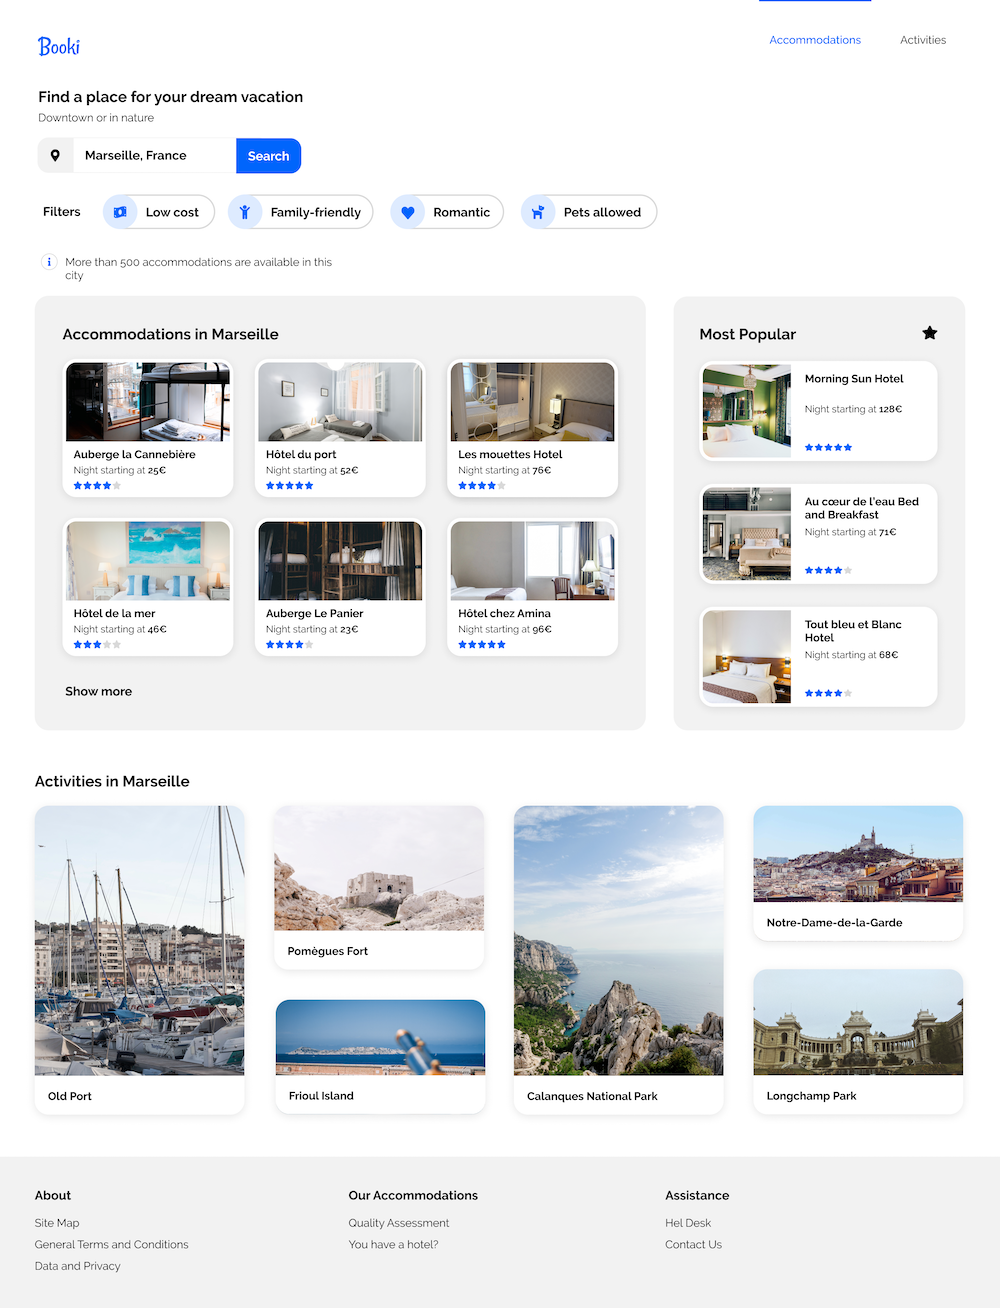 Booki
Accommodations
Activities
Find a place for your dream vacation
Downtown or in nature
Marseille, France
Search
Filters
Low cost
Family-friendly
Romantic
Pets allowed
More than 500 accommodations are available in this
city
Accommodations in Marseille
Auberge la Cannebière
Night starting at 25€
Hôtel du port
Night starting at 52€
Les mouettes Hotel
Night starting at 76€
Hôtel de la mer
Night starting at 46€
Auberge Le Panier
Night starting at 23€
Hôtel chez Amina
Night starting at 96€
Show more
Most Popular
Morning Sun Hotel
Night starting at 128€
Au cœur de l'eau Bed
and Breakfast
Night starting at 71€
Tout bleu et Blanc
Hotel
Night starting at 68€
Activities in Marseille
Old Port
Pomègues Fort
Frioul Island
Calanques National Park
Notre-Dame-de-la-Garde
Longchamp Park
About
Site Map
General Terms and Conditions
Data and Privacy
Our Accommodations
Quality Assessment
You have a hotel?
Assistance
Hel Desk
Contact Us